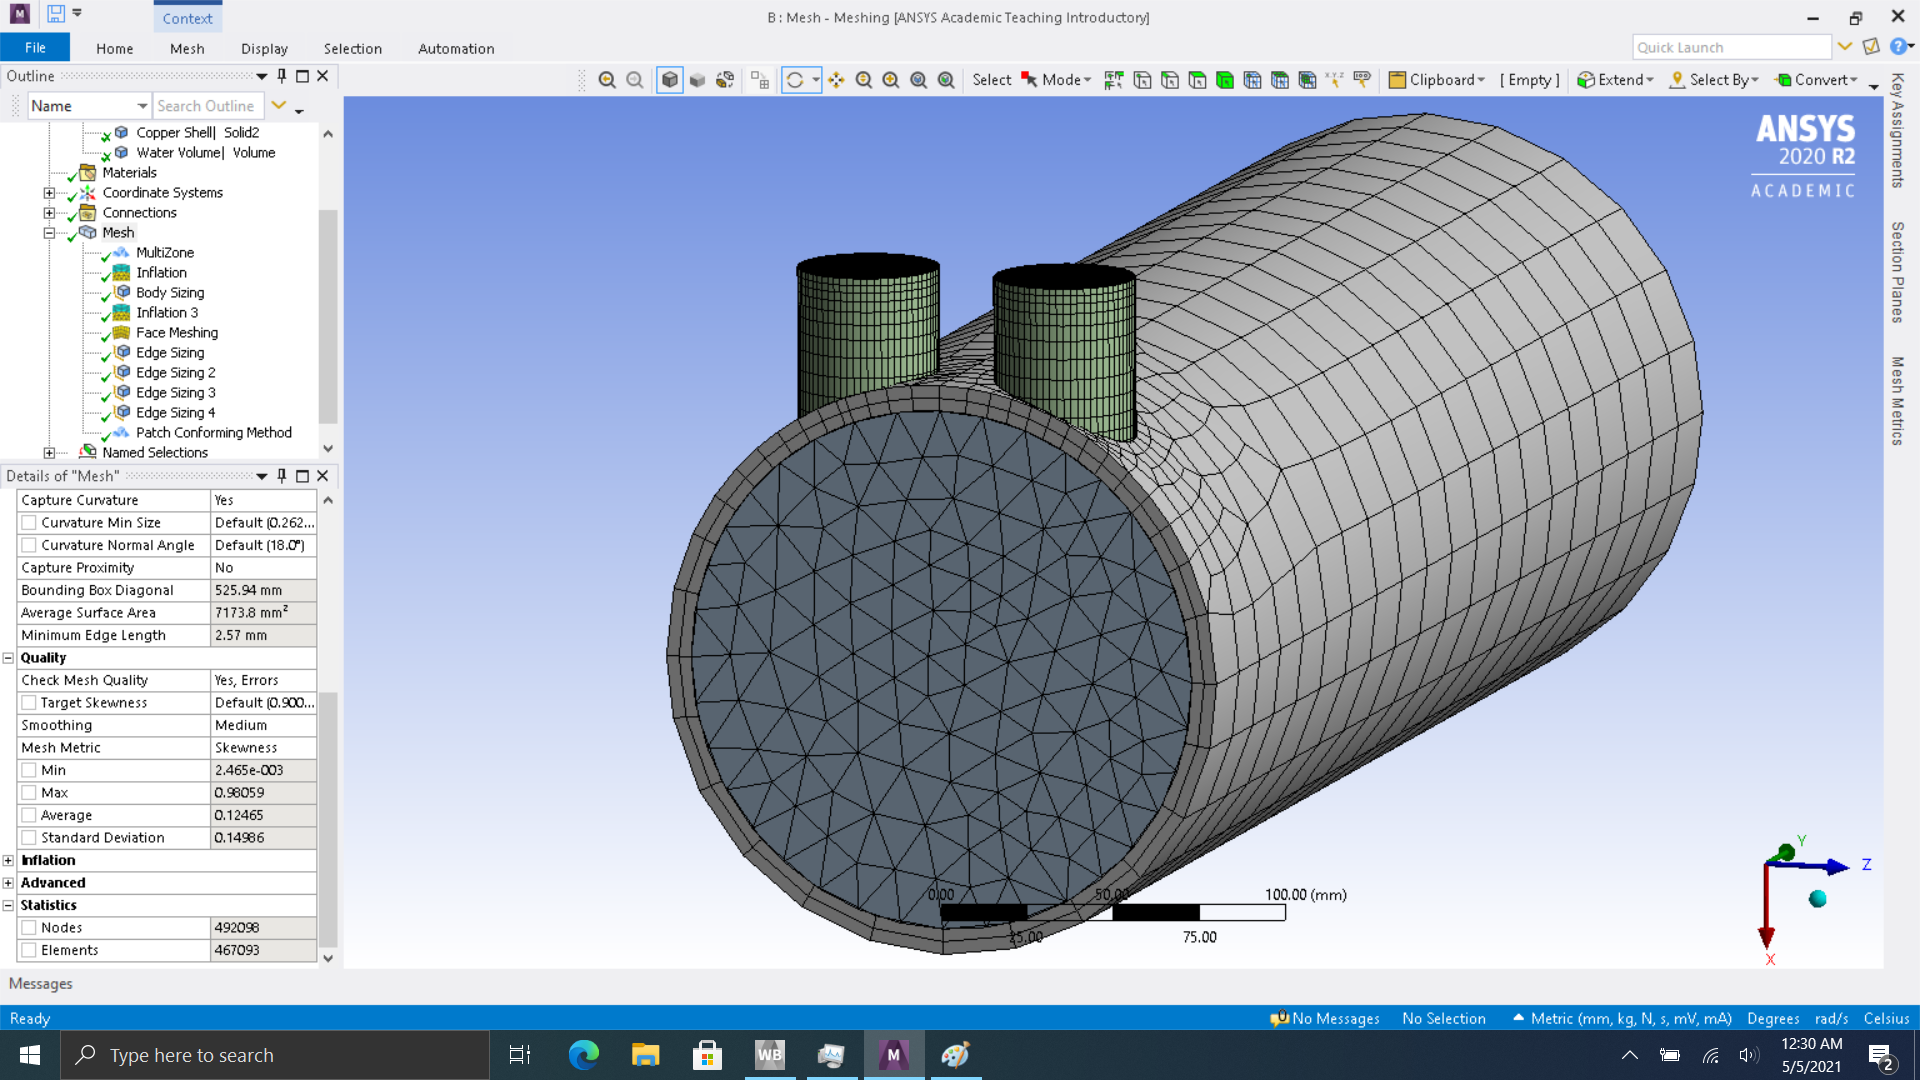 M
Context
B : Mesh - Meshing [ANSYS Academic Teaching Introductory]
File Home Mesh Display Selection Automation
Quick Launch
Outline
Name Search Outline
Select Mode Clipboard [ Empty ] Extend Select By Convert
Copper Shell| Solid2
Water Volume| Volume
Materials
Coordinate Systems
Connections
Mesh
MultiZone
Inflation
Body Sizing
Inflation 3
Face Meshing
Edge Sizing
Edge Sizing 2
Edge Sizing 3
Edge Sizing 4
Patch Conforming Method
Named Selections
Details of "Mesh"
Capture Curvature Yes
Curvature Min Size Default (0.262...
Curvature Normal Angle Default (18.0°)
Capture Proximity No
Bounding Box Diagonal 525.94 mm
Average Surface Area 7173.8 mm²
Minimum Edge Length 2.57 mm
Quality
Check Mesh Quality Yes, Errors
Target Skewness Default (0.900...
Smoothing Medium
Mesh Metric Skewness
Min 2.465e-003
Max 0.98059
Average 0.12465
Standard Deviation 0.14986
Inflation
Advanced
Statistics
Nodes 492098
Elements 467093
ANSYS
2020 R2
ACADEMIC
0.00 50.00 100.00 (mm)
25.00 75.00
Y
Z
X
Key Assignments
Section Planes
Mesh Metrics
Messages
Ready
No Messages No Selection Metric (mm, kg, N, s, mV, mA) Degrees rad/s Celsius
Type here to search
WB
M
12:30 AM
5/5/2021
2